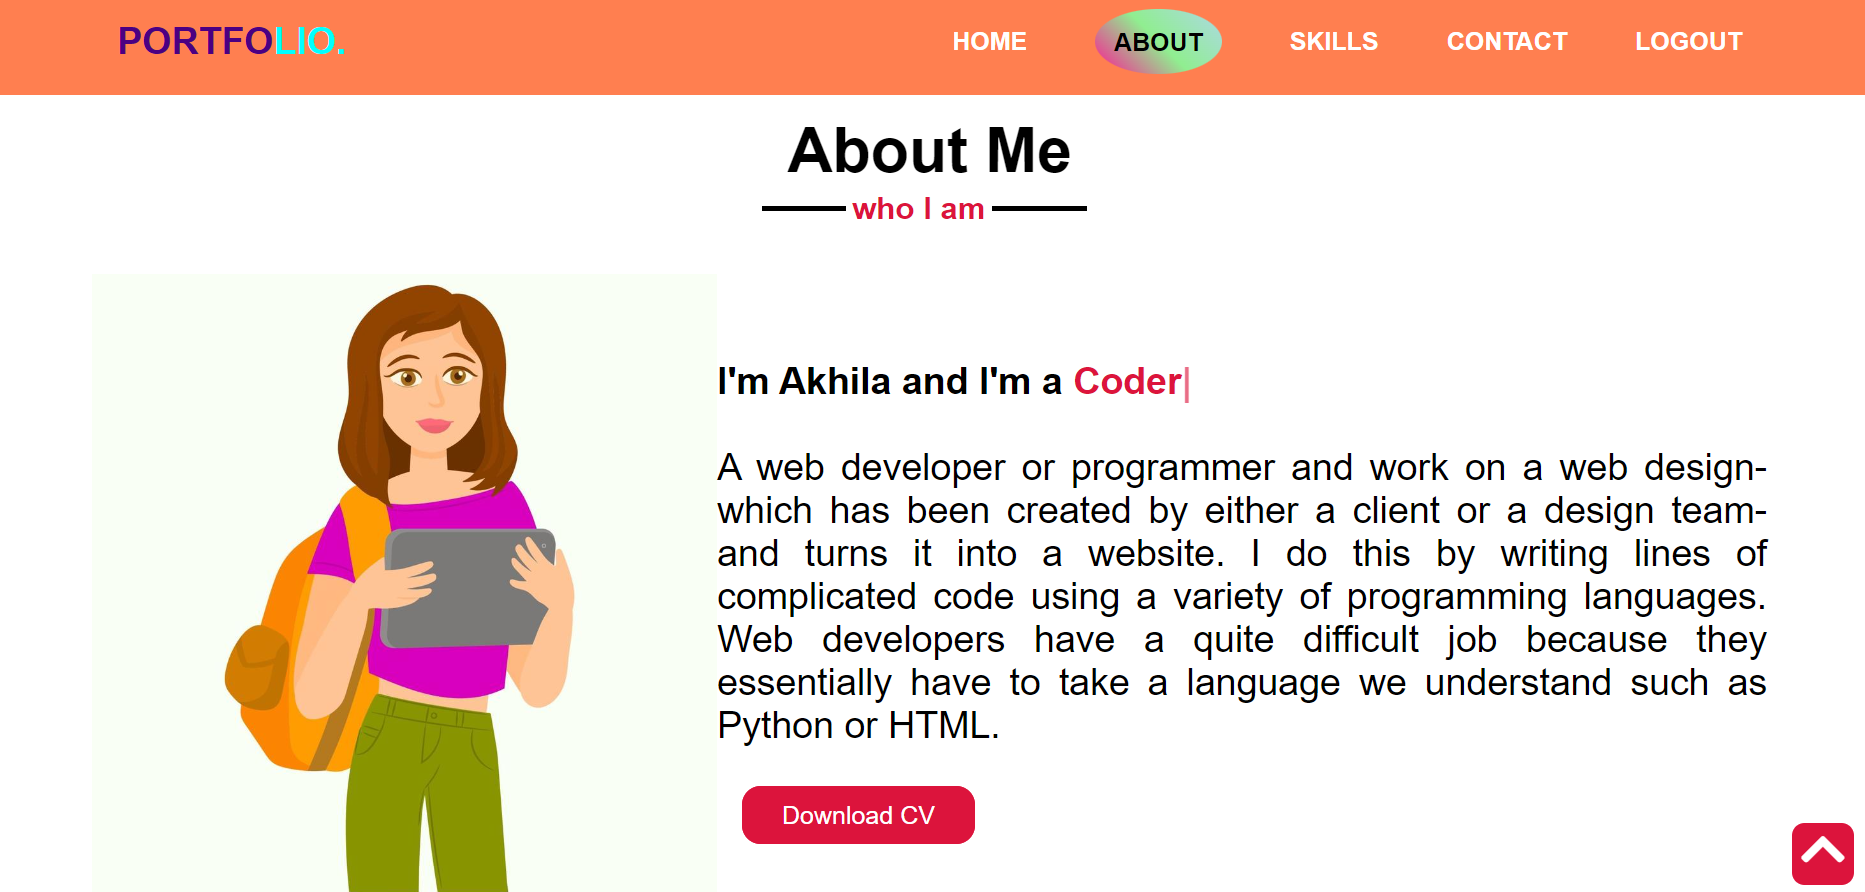 PORTFOLIO.
HOME ABOUT SKILLS CONTACT LOGOUT
About Me
who I am
I'm Akhila and I'm a Coder|
A web developer or programmer and work on a web design-
which has been created by either a client or a design team-
and turns it into a website. I do this by writing lines of
complicated code using a variety of programming languages.
Web developers have a quite difficult job because they
essentially have to take a language we understand such as
Python or HTML.
Download CV